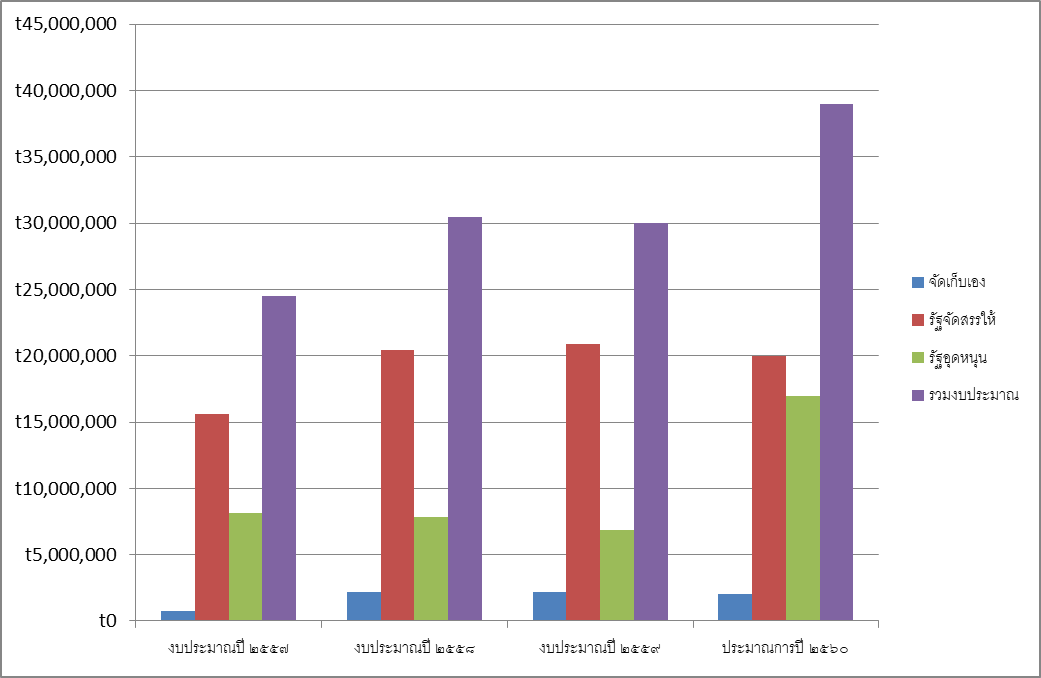 t45,000,000
t40,000,000
t35,000,000
t30,000,000
t25,000,000
t20,000,000
t15,000,000
t10,000,000
t5,000,000
t0
งบประมาณปี ๒๕๕๗
งบประมาณปี ๒๕๕๘
งบประมาณปี ๒๕๕๙
ประมาณการปี ๒๕๖๐
จัดเก็บเอง
รัฐจัดสรรให้
รัฐอุดหนุน
รวมงบประมาณ